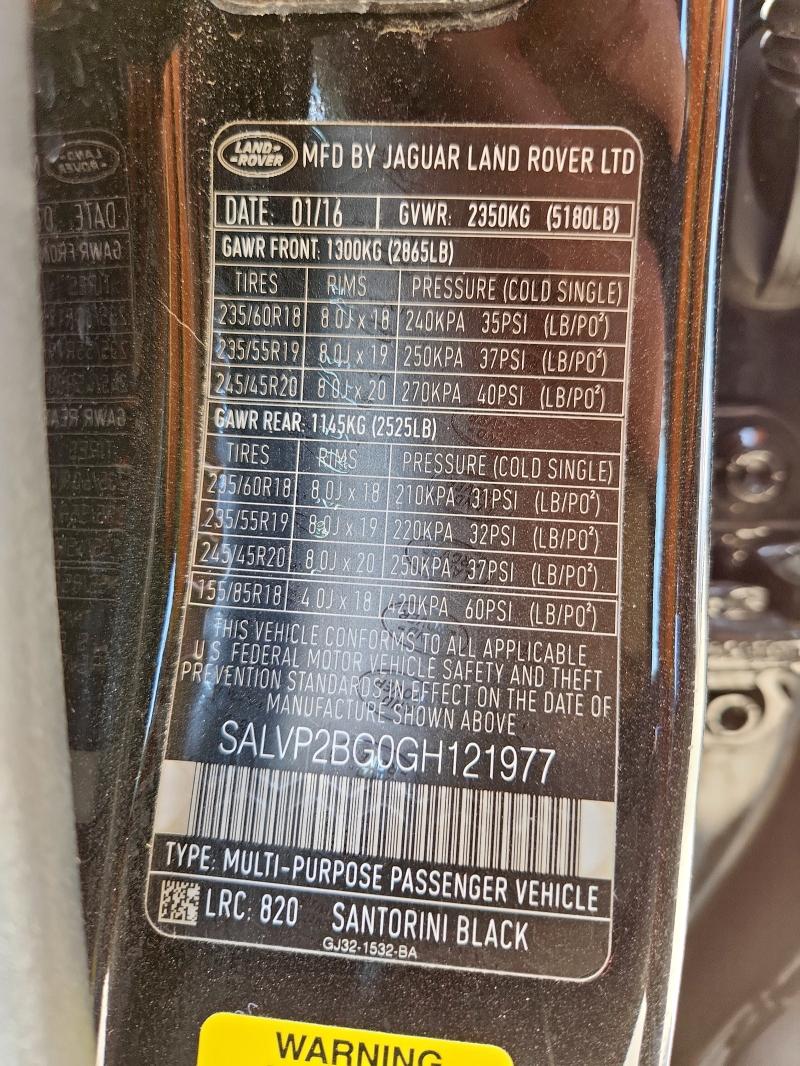 LAND ROVER MFD BY JAGUAR LAND ROVER LTD
DATE: 01/16 GVWR: 2350KG (5180LB)
GAWR FRONT: 1300KG (2865LB)
TIRES RIMS PRESSURE (COLD SINGLE)
235/60R18 8.0J x 18 240KPA 35PSI (LB/PO²)
235/55R19 8.0J x 19 250KPA 37PSI (LB/PO²)
245/45R20 8.0J x 20 270KPA 40PSI (LB/PO²)
GAWR REAR: 1145KG (2525LB)
TIRES RIMS PRESSURE (COLD SINGLE)
235/60R18 8.0J x 18 210KPA 31PSI (LB/PO²)
235/55R19 8.0J x 19 220KPA 32PSI (LB/PO²)
245/45R20 8.0J x 20 250KPA 37PSI (LB/PO²)
155/85R18 4.0J x 18 420KPA 60PSI (LB/PO²)
THIS VEHICLE CONFORMS TO ALL APPLICABLE
U.S. FEDERAL MOTOR VEHICLE SAFETY AND THEFT
PREVENTION STANDARDS IN EFFECT ON THE DATE OF
MANUFACTURE SHOWN ABOVE
SALVP2BG0GH121977
TYPE: MULTI-PURPOSE PASSENGER VEHICLE
LRC: 820 SANTORINI BLACK
GJ32-1532-BA
WARNING